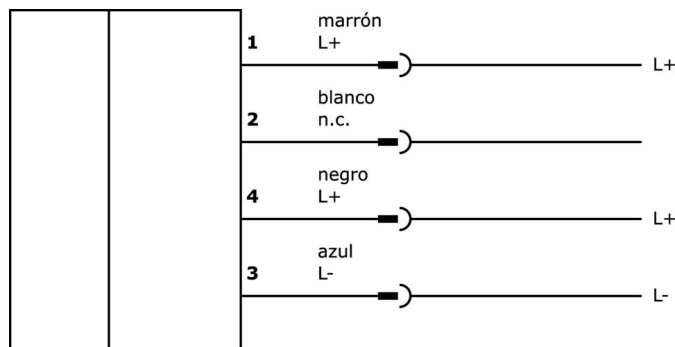 marrón
1
L+
L+
blanco
2
n.c.
negro
4
L+
L+
azul
3
L-
L-